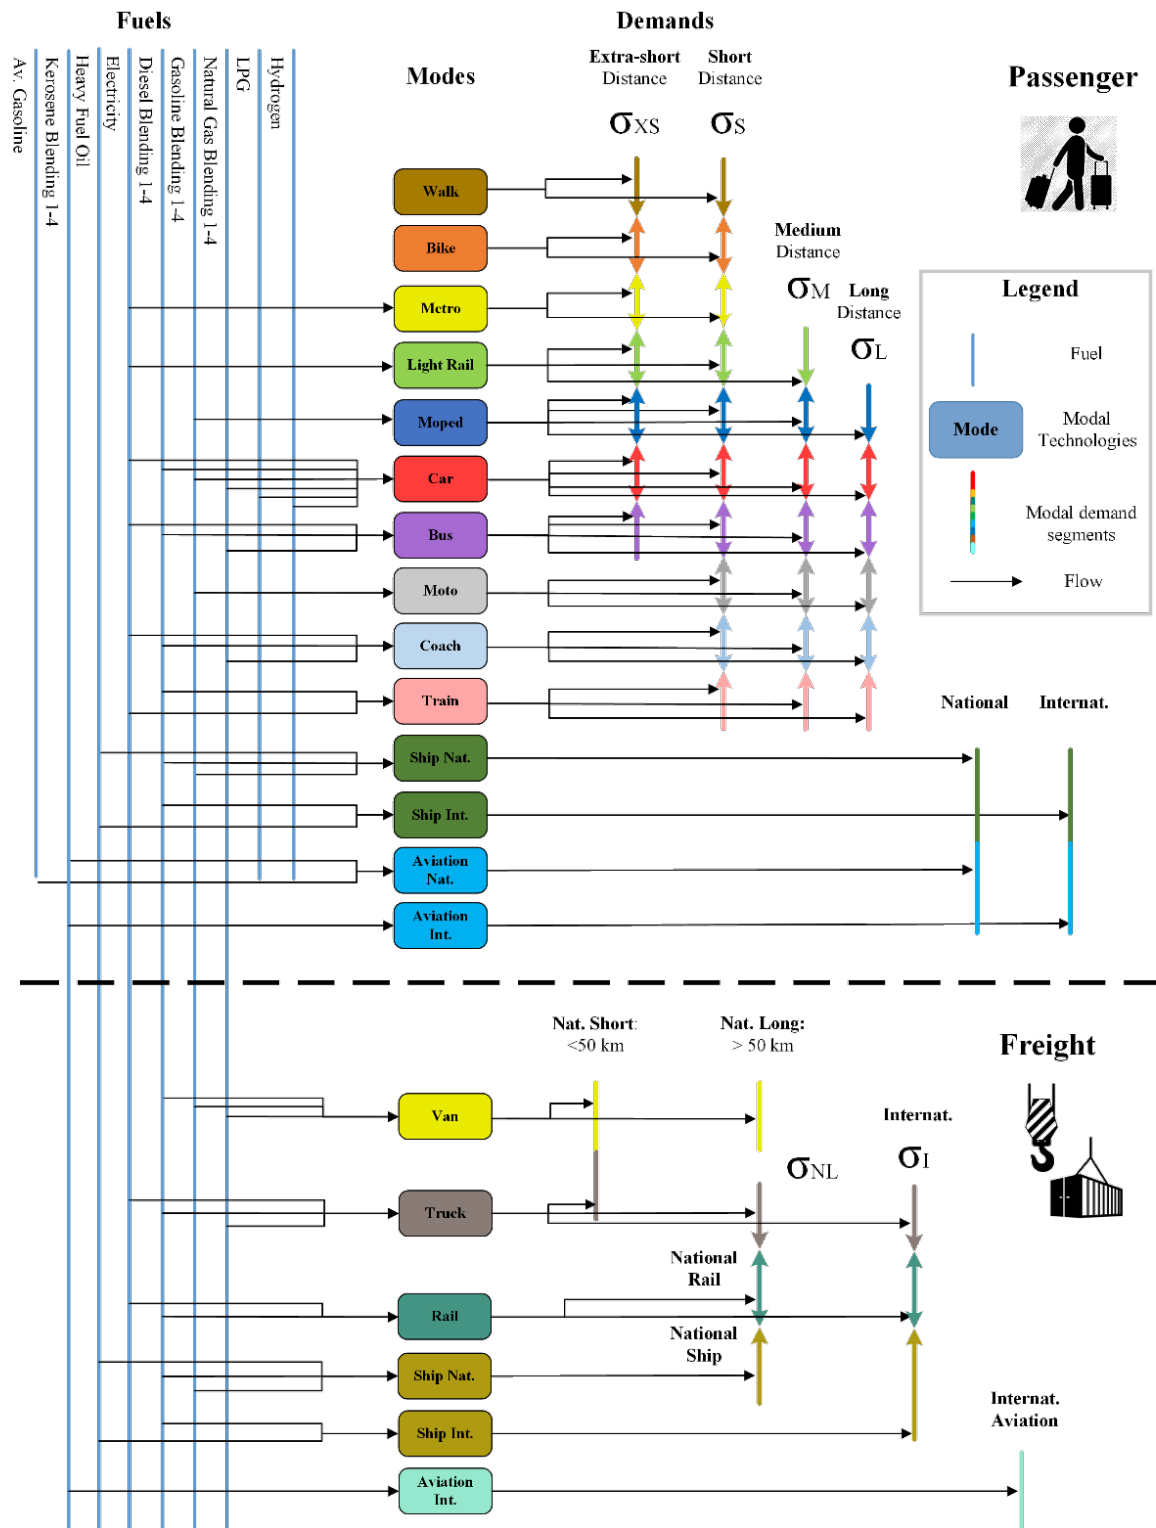 Fuels
Demands
Av. Gasoline
Kerosene Blending 1-4
Heavy Fuel Oil
Electricity
Diesel Blending 1-4
Gasoline Blending 1-4
Natural Gas Blending 1-4
LPG
Hydrogen
Modes
Extra-short
Distance
σXS
Short
Distance
σS
Passenger
Walk
Bike
Medium
Distance
σM
Long
Distance
σL
Metro
Light Rail
Moped
Car
Bus
Moto
Coach
Train
Legend
Fuel
Mode
Modal
Technologies
Modal demand
segments
Flow
National
Internat.
Ship Nat.
Ship Int.
Aviation
Nat.
Aviation
Int.
Nat. Short:
<50 km
Nat. Long:
> 50 km
Freight
Van
Internat.
σNL
σI
Truck
National
Rail
Rail
National
Ship
Ship Nat.
Ship Int.
Internat.
Aviation
Aviation
Int.